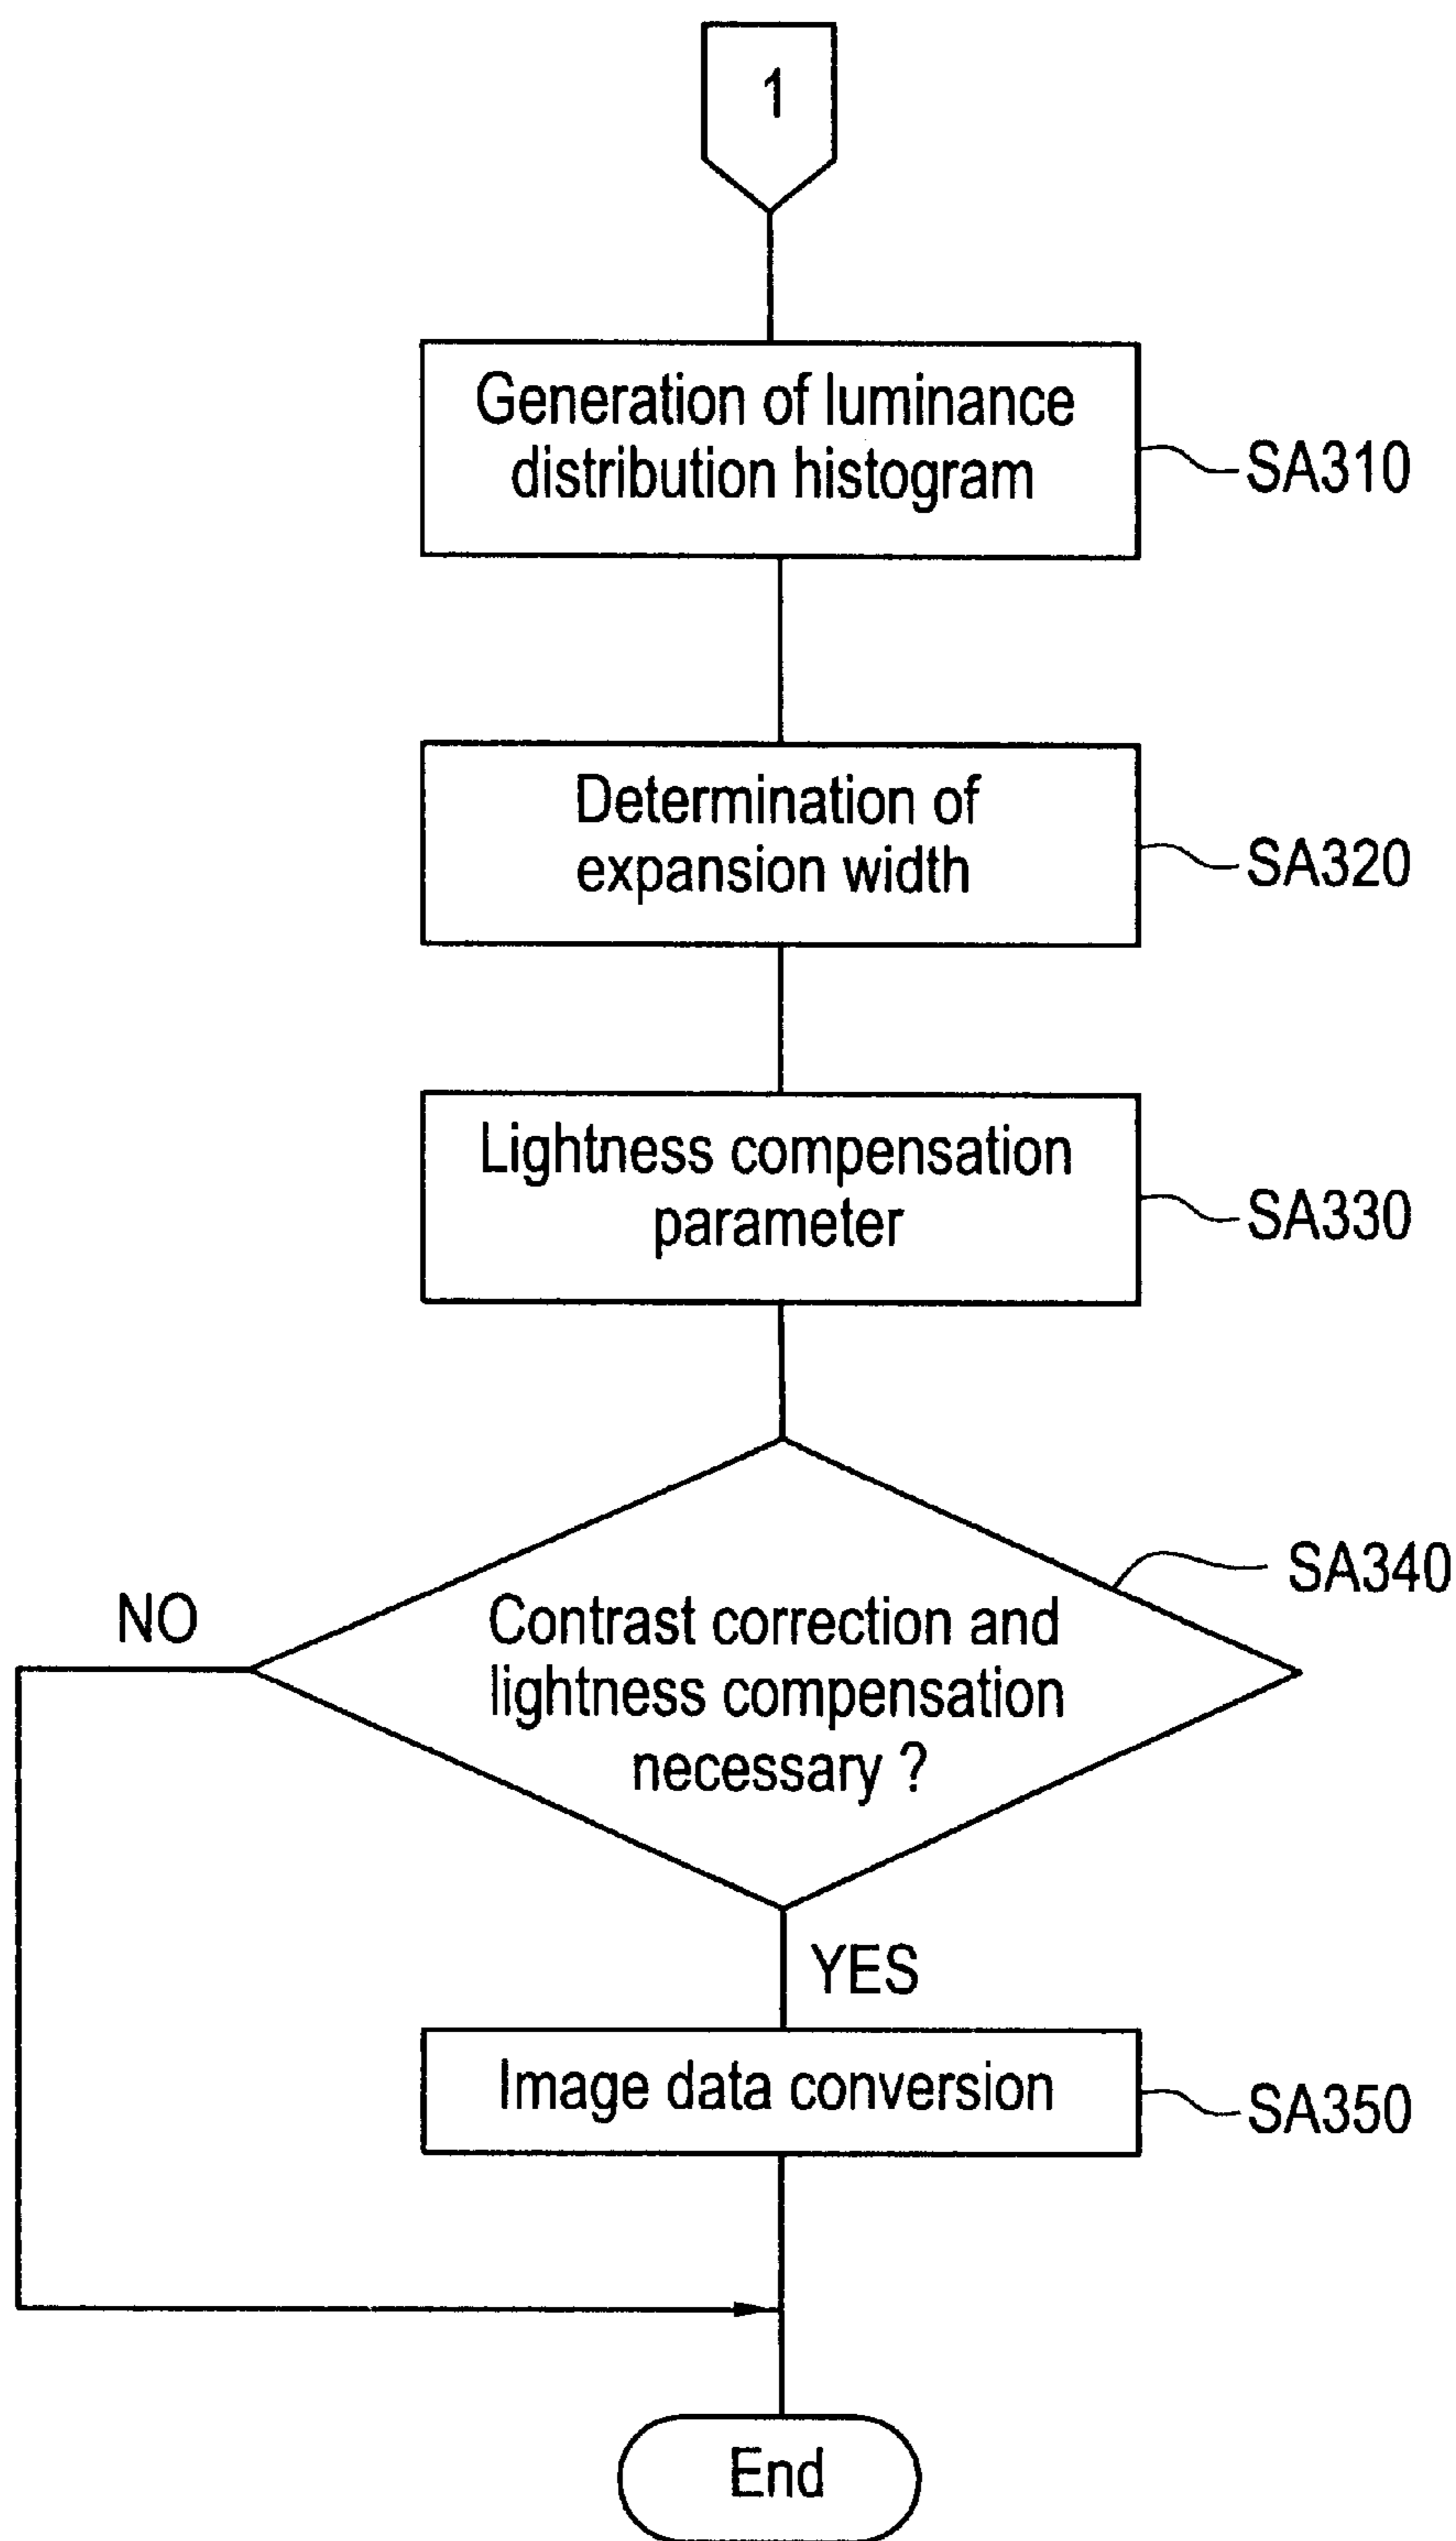 1
Generation of luminance
distribution histogram
SA310
Determination of
expansion width
SA320
Lightness compensation
parameter
SA330
SA340
NO
Contrast correction and
lightness compensation
necessary ?
YES
Image data conversion
SA350
End